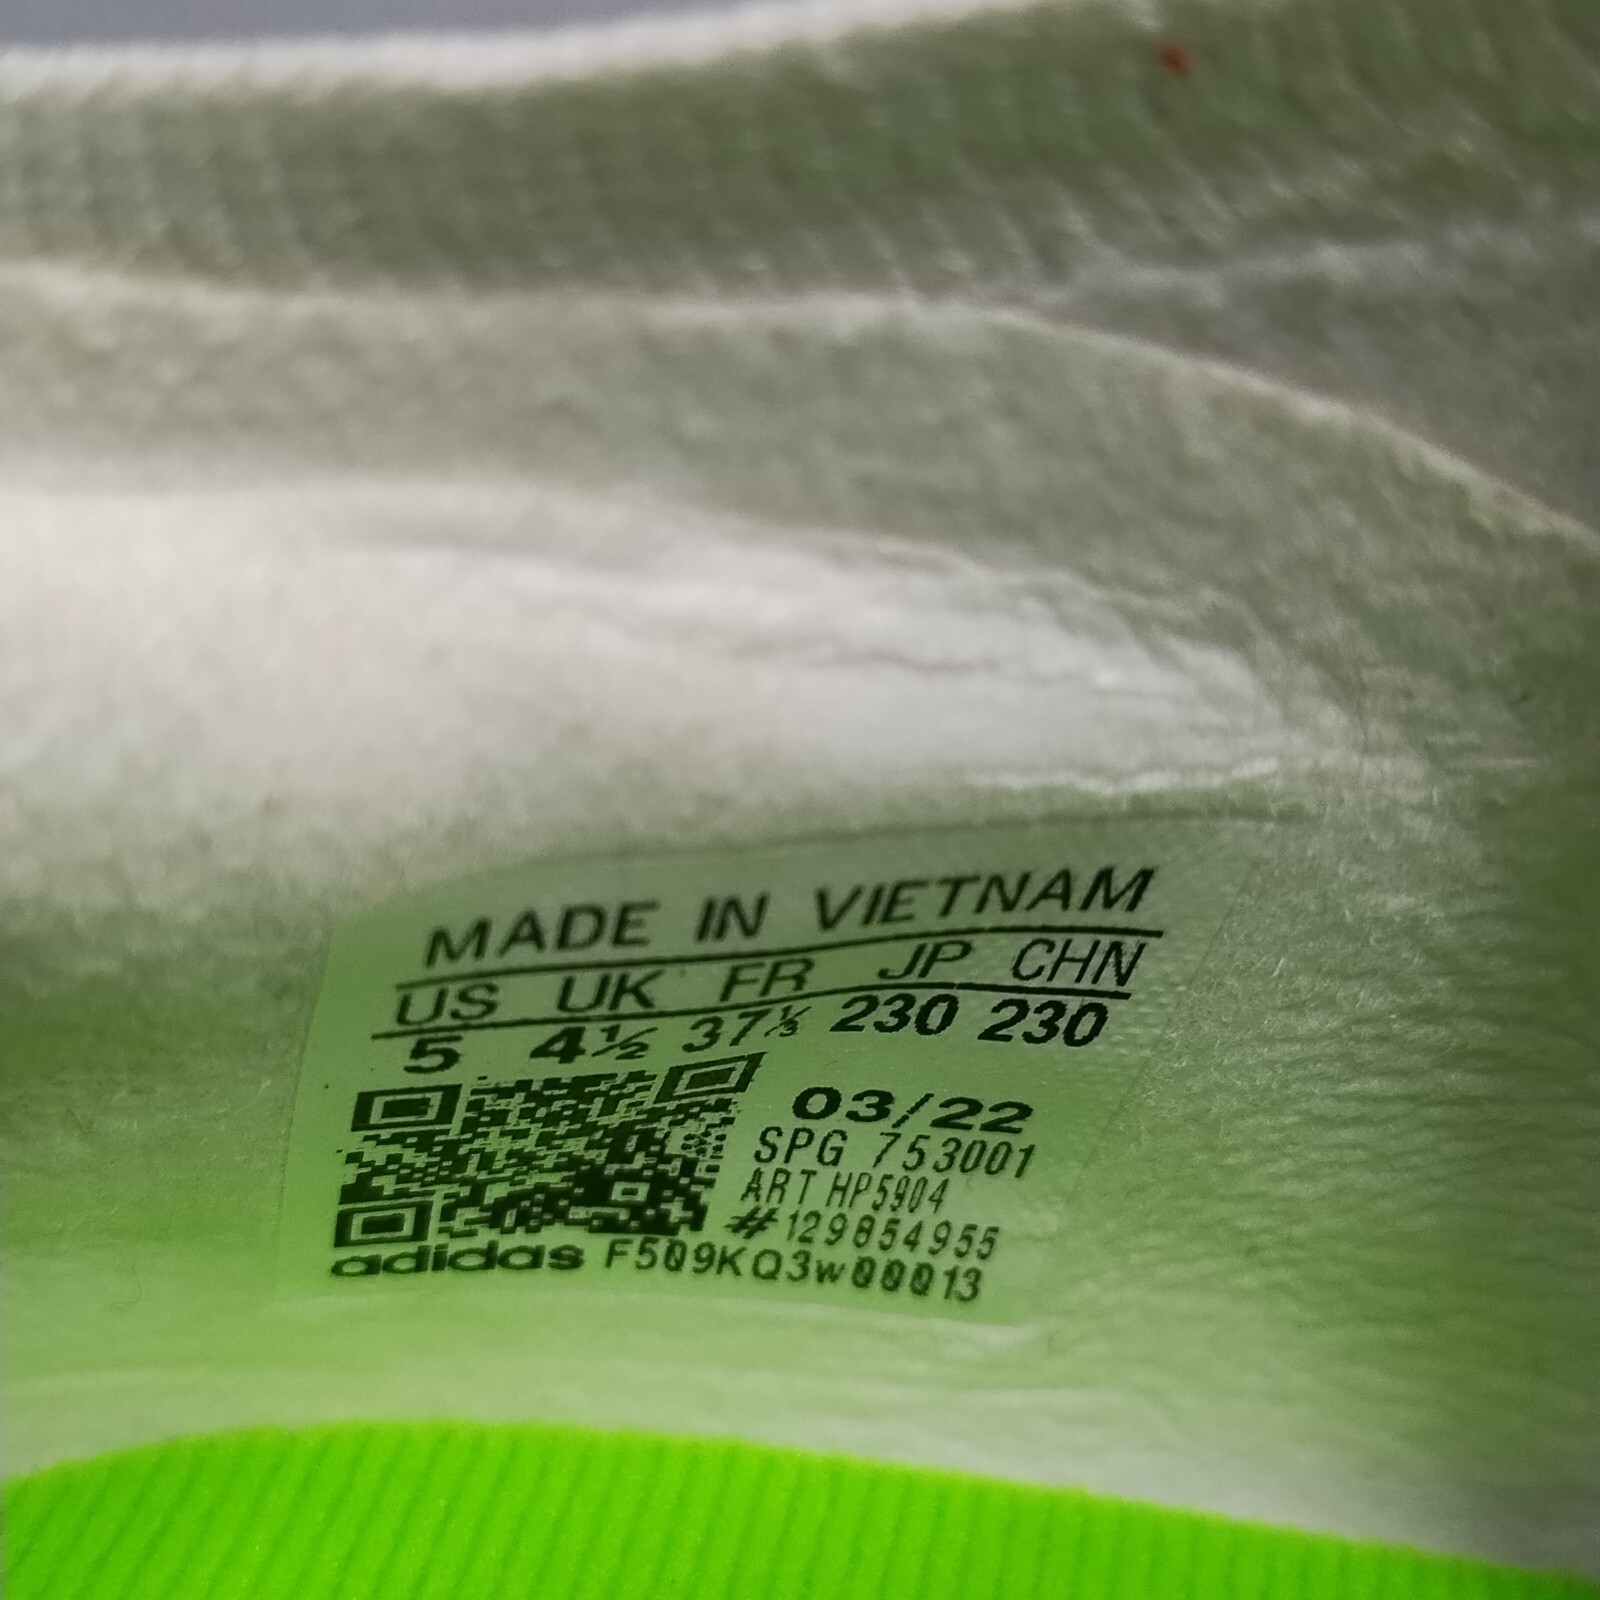 MADE IN VIETNAM
US UK FR JP CHN
5 4½ 37⅓ 230 230
03/22
SPG 753001
ART HP5904
# 129854955
adidas F509KQ3w00013